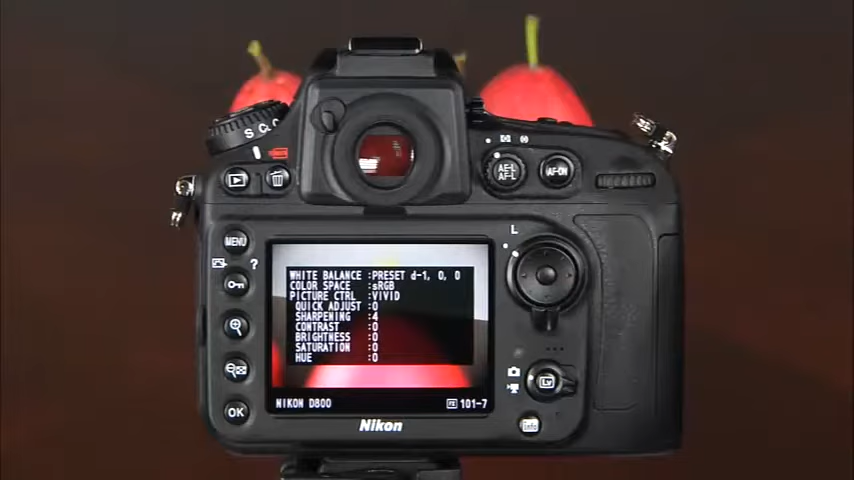 S CL
AE-L
AF-L
AF-ON
MENU
L
?
WHITE BALANCE :PRESET d-1, 0, 0
COLOR SPACE :sRGB
PICTURE CTRL :VIVID
QUICK ADJUST :0
SHARPENING :4
CONTRAST :0
BRIGHTNESS :0
SATURATION :0
HUE :0
NIKON D800
101-7
Lv
OK
Nikon
info